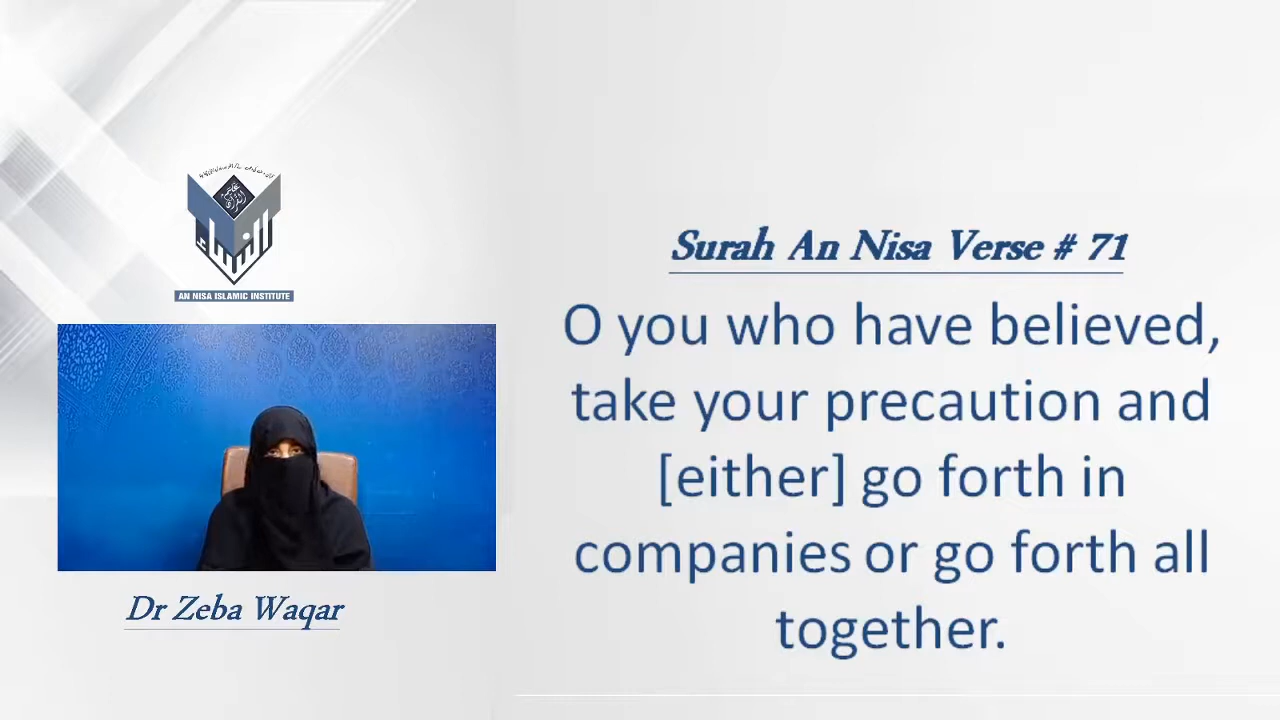 النساء
AN NISA ISLAMIC INSTITUTE
Dr Zeba Waqar
Surah An Nisa Verse # 71
O you who have believed,
take your precaution and
[either] go forth in
companies or go forth all
together.